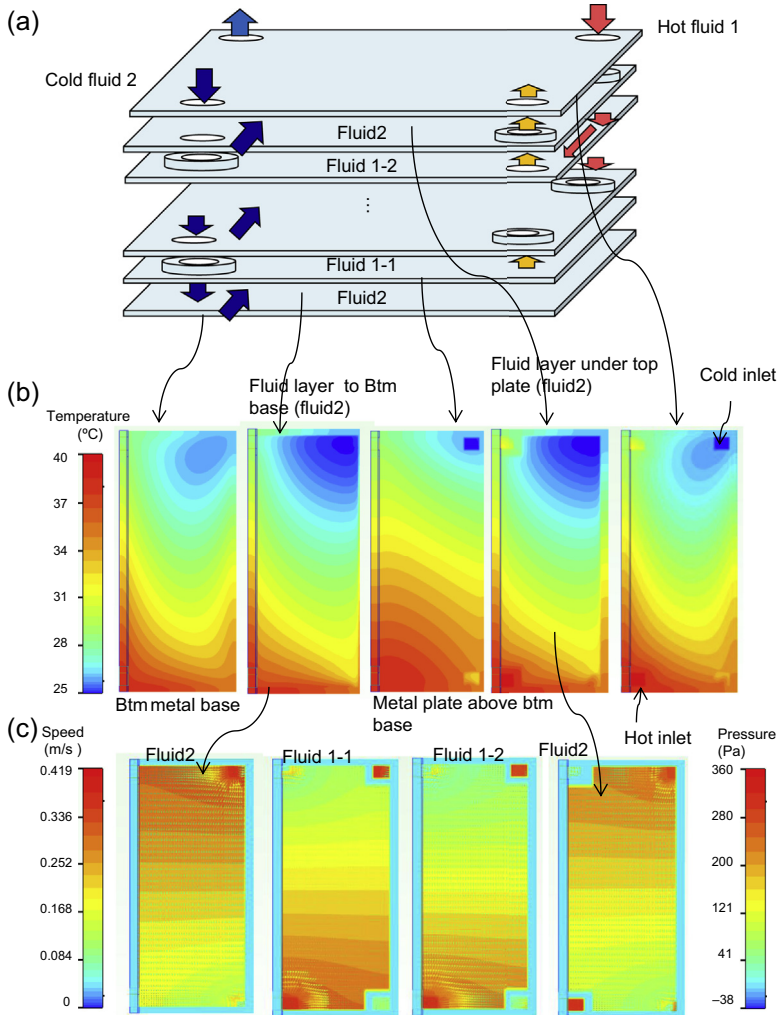 (a)
Hot fluid 1
Cold fluid 2
Fluid2
Fluid 1-2
...
Fluid 1-1
Fluid2
(b)
Temperature
(ºC)
Fluid layer to Btm
base (fluid2)
Fluid layer under top
plate (fluid2)
Cold inlet
40
37
34
31
28
25
Btm metal base
Metal plate above btm
base
Hot inlet
(c)
Speed
(m/s )
Fluid2
Fluid 1-1
Fluid 1-2
Fluid2
Pressure
(Pa)
0.419
0.336
0.252
0.168
0.084
0
360
280
200
121
41
−38